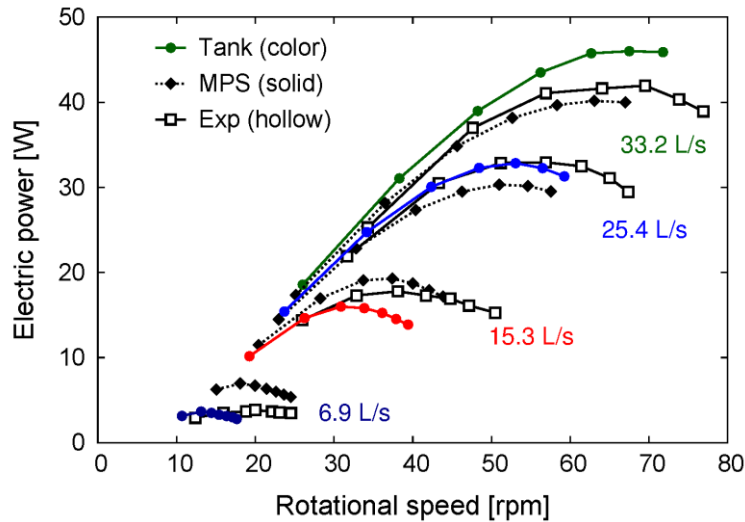 50
40
30
20
10
0
Electric power [W]
Tank (color)
MPS (solid)
Exp (hollow)
33.2 L/s
25.4 L/s
15.3 L/s
6.9 L/s
0 10 20 30 40 50 60 70 80
Rotational speed [rpm]